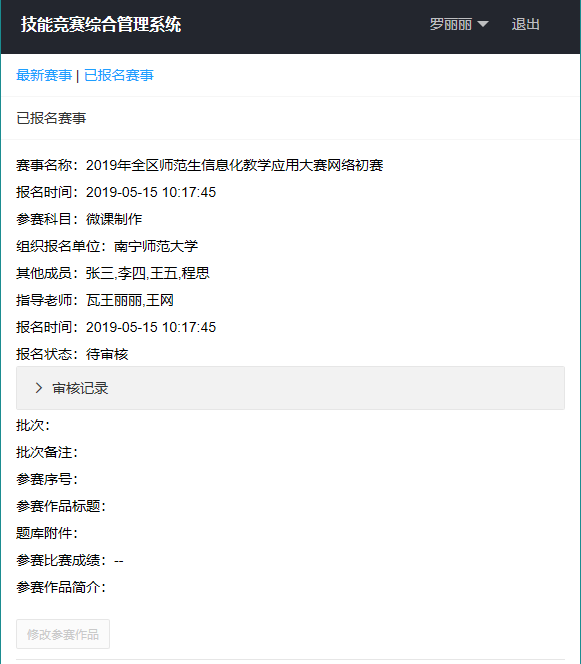 技能竞赛综合管理系统
罗丽丽 退出
最新赛事 | 已报名赛事
已报名赛事
赛事名称：2019年全区师范生信息化教学应用大赛网络初赛
报名时间：2019-05-15 10:17:45
参赛科目：微课制作
组织报名单位：南宁师范大学
其他成员：张三,李四,王五,程思
指导老师：瓦王丽丽,王网
报名时间：2019-05-15 10:17:45
报名状态：待审核
审核记录
批次：
批次备注：
参赛序号：
参赛作品标题：
题库附件：
参赛比赛成绩：--
参赛作品简介：
修改参赛作品